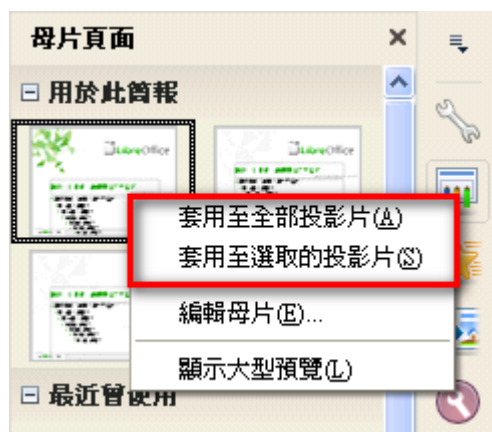 母片頁面
用於此簡報
LibreOffice
LibreOffice
套用至全部投影片(A)
套用至選取的投影片(S)
編輯母片(E)...
顯示大型預覽(L)
最近曾使用